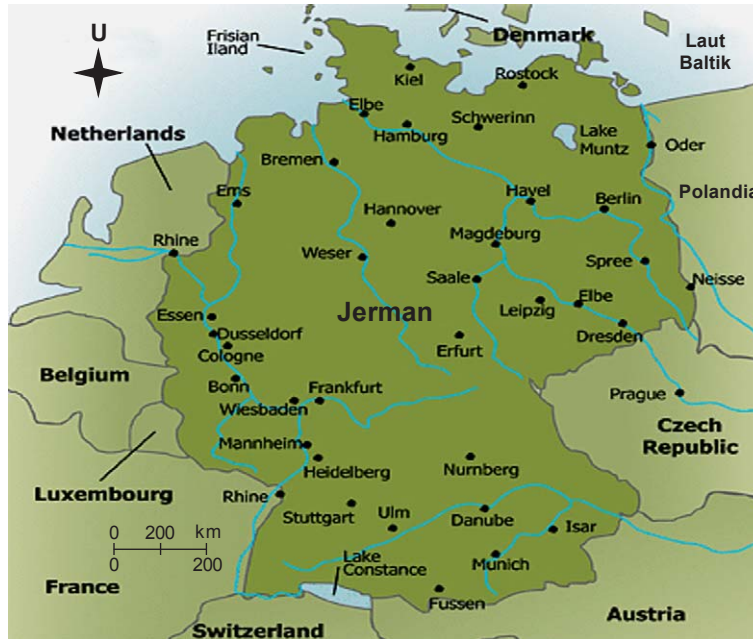 U
Denmark
Frisian
Iland
Laut
Baltik
Kiel
Rostock
Elbe
Schwerinn
Hamburg
Netherlands
Lake
Muntz
Oder
Bremen
Ems
Havel
Berlin
Polandia
Hannover
Rhine
Magdeburg
Weser
Spree
Saale
Neisse
Essen
Jerman
Leipzig
Elbe
Dusseldorf
Dresden
Cologne
Erfurt
Belgium
Bonn
Frankfurt
Prague
Wiesbaden
Czech
Republic
Mannheim
Heidelberg
Nurnberg
Luxembourg
Rhine
Stuttgart
Ulm
Danube
Isar
0 200 km
0 200
Lake
Constance
Munich
France
Fussen
Austria
Switzerland